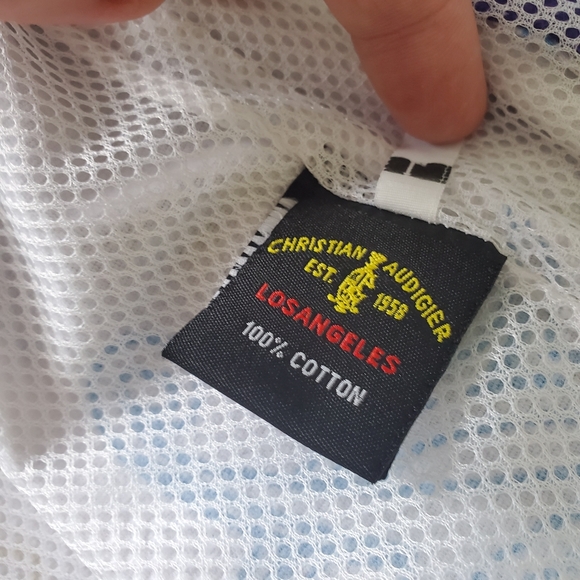 CHRISTIAN AUDIGIER
EST. 1958
LOSANGELES
100% COTTON